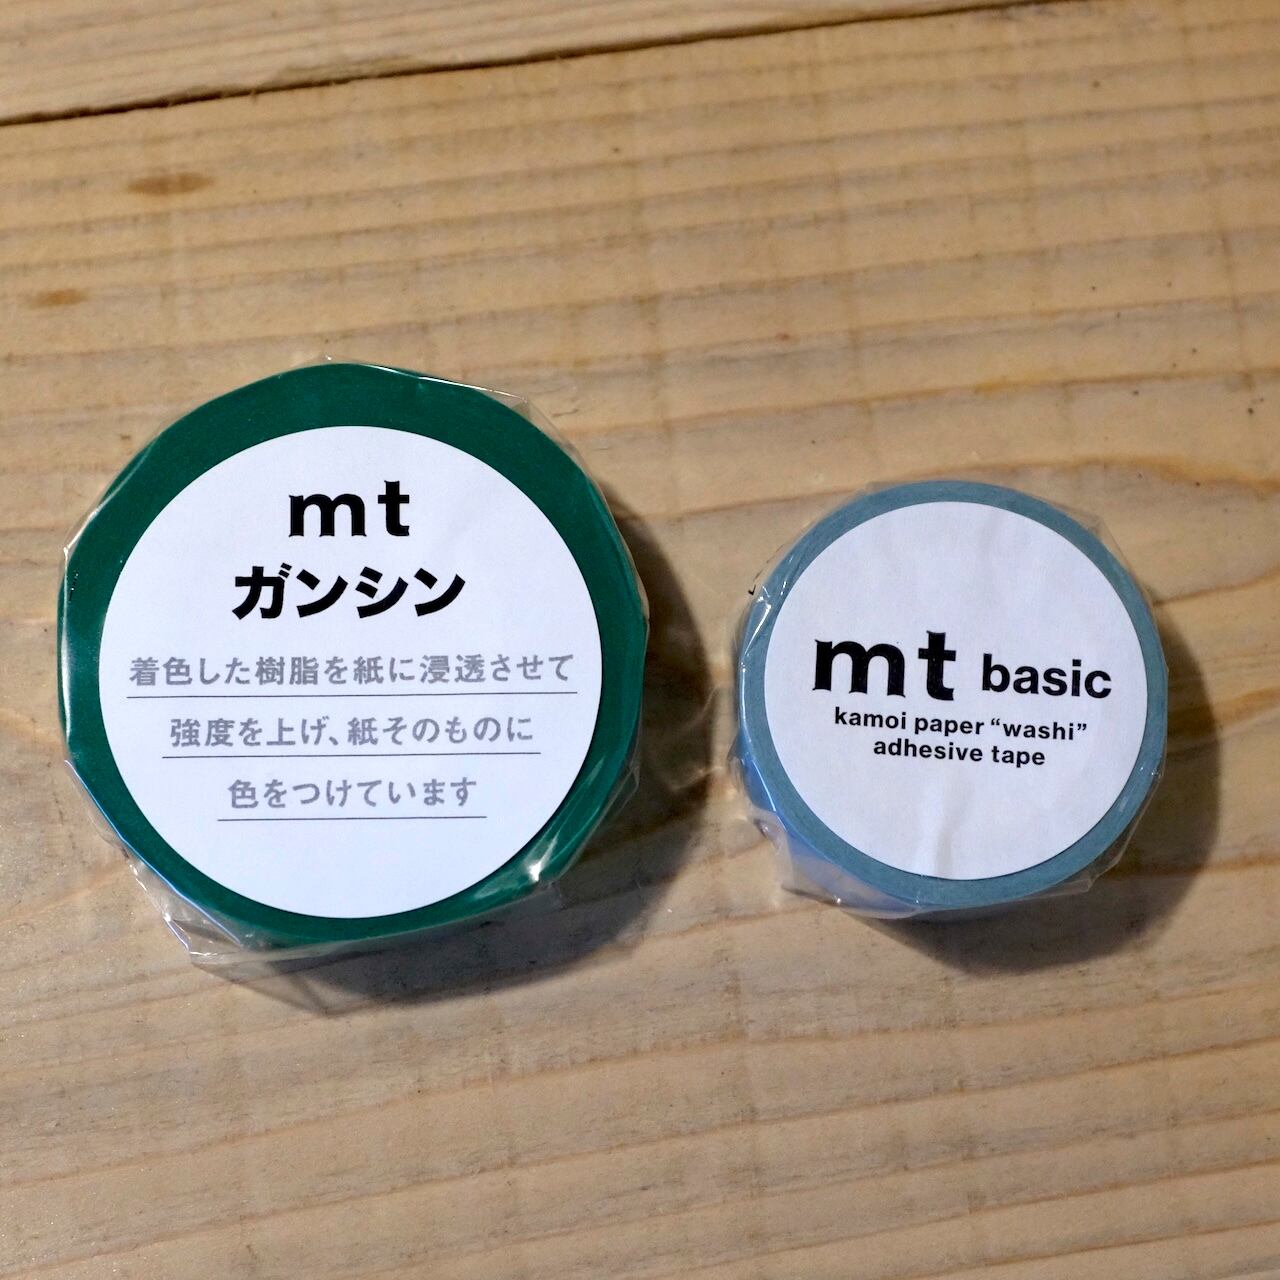 mt
ガンシン
着色した樹脂を紙に浸透させて
強度を上げ、紙そのものに
色をつけています
mt basic
kamoi paper “washi”
adhesive tape